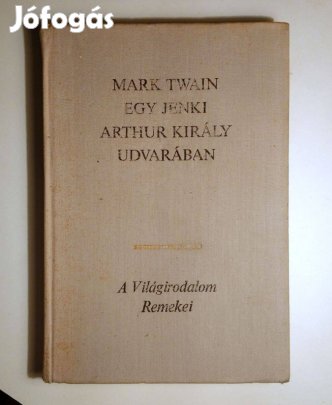 Jófogás
MARK TWAIN
EGY JENKI
ARTHUR KIRÁLY
UDVARÁBAN
A Világirodalom
Remekei